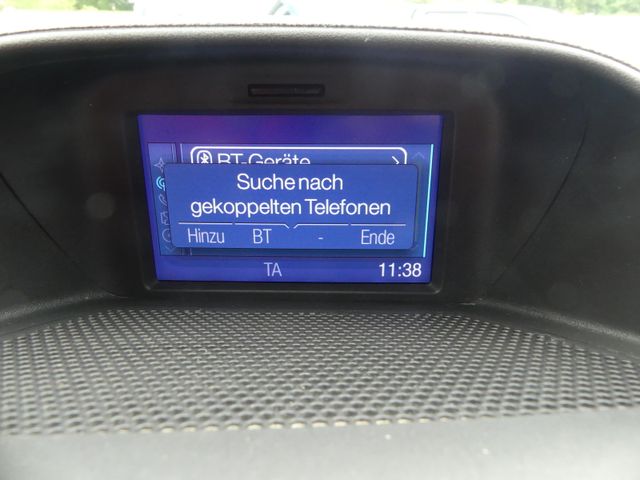 BT-Geräte
Suche nach
gekoppelten Telefonen
Hinzu BT - Ende
TA 11:38